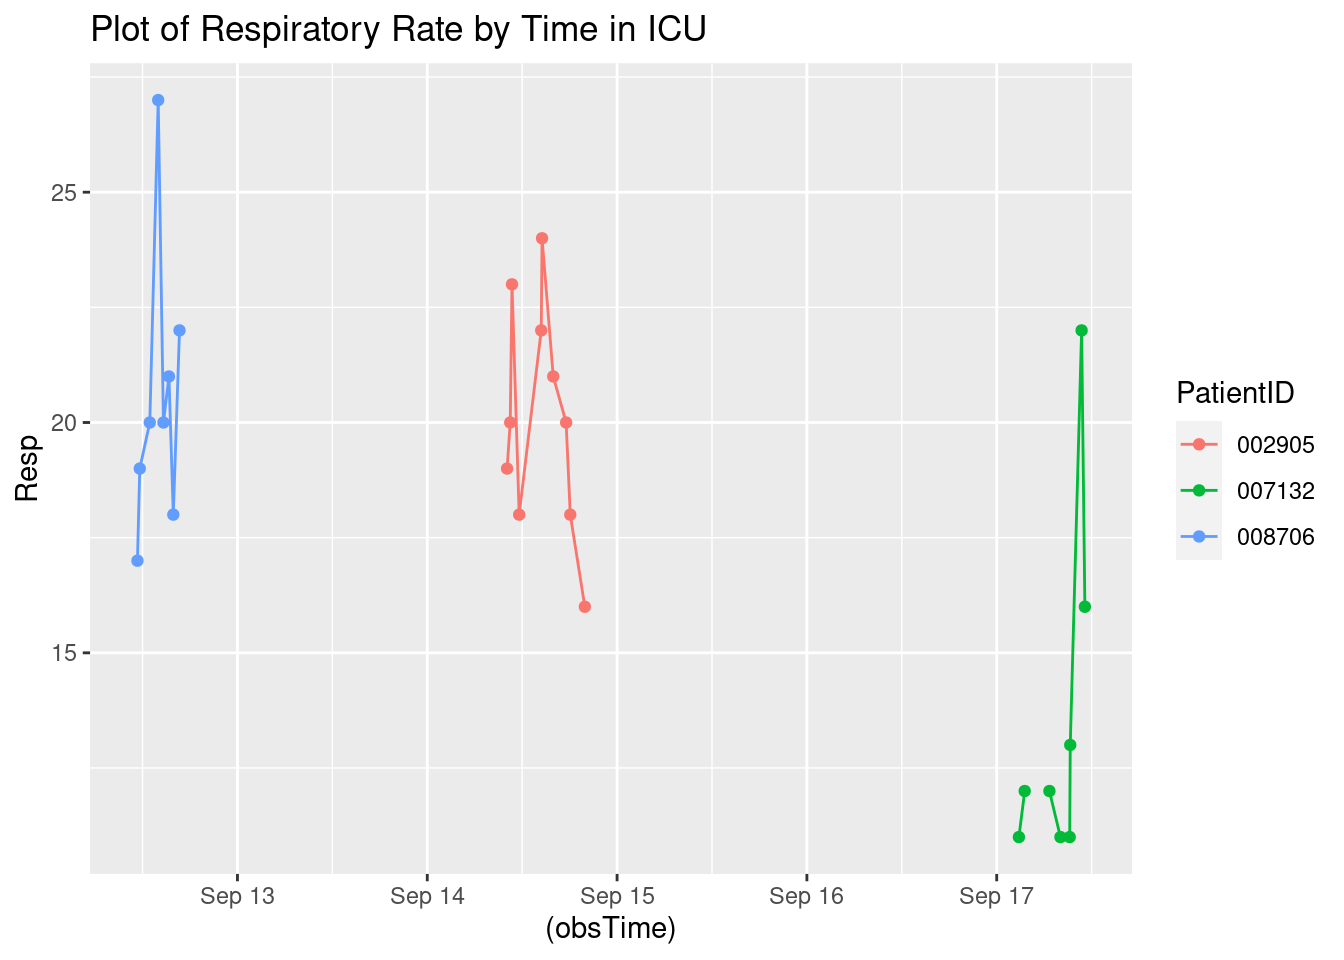 Plot of Respiratory Rate by Time in ICU
Resp
25
20
15
Sep 13
Sep 14
Sep 15
Sep 16
Sep 17
(obsTime)
PatientID
002905
007132
008706